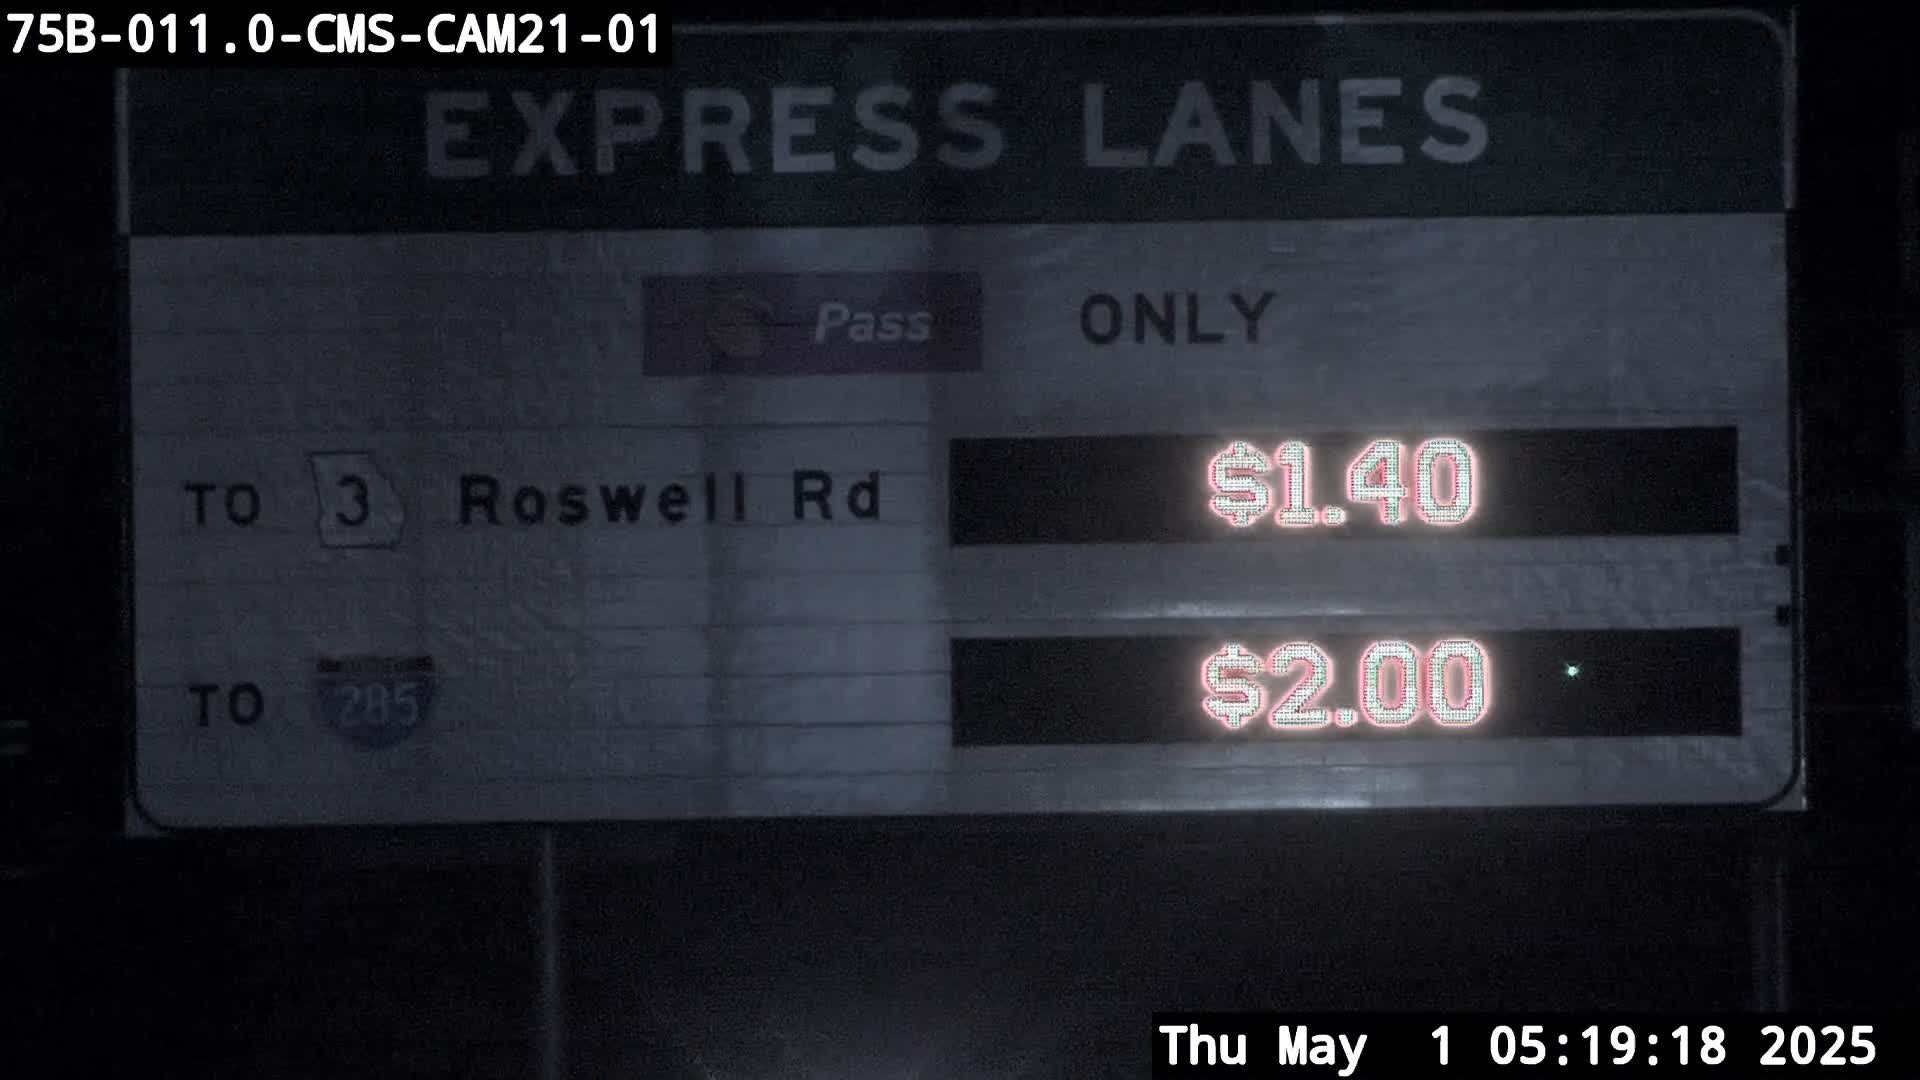 75B-011.0-CMS-CAM21-01
EXPRESS LANES
Pass ONLY
TO 3 Roswell Rd $1.40
TO 285 $2.00
Thu May 1 05:19:18 2025